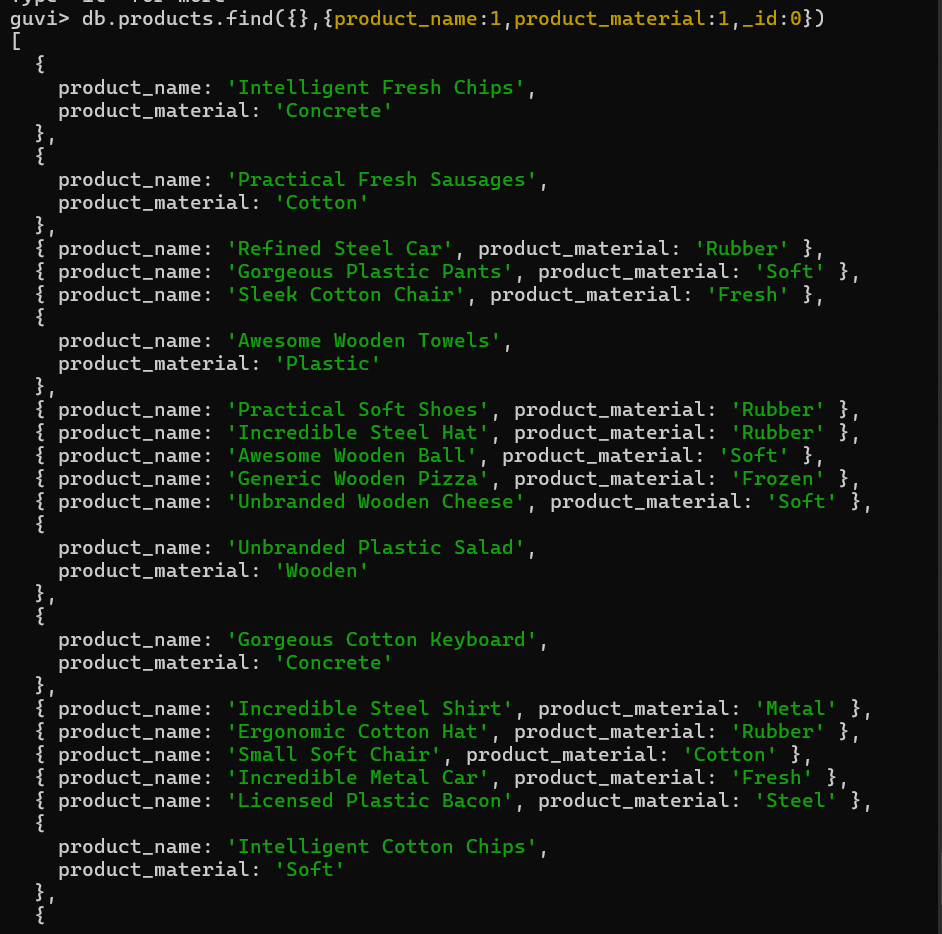 Type "it" for more
guvi> db.products.find({},{product_name:1,product_material:1,_id:0})
[
  {
    product_name: 'Intelligent Fresh Chips',
    product_material: 'Concrete'
  },
  {
    product_name: 'Practical Fresh Sausages',
    product_material: 'Cotton'
  },
  { product_name: 'Refined Steel Car', product_material: 'Rubber' },
  { product_name: 'Gorgeous Plastic Pants', product_material: 'Soft' },
  { product_name: 'Sleek Cotton Chair', product_material: 'Fresh' },
  {
    product_name: 'Awesome Wooden Towels',
    product_material: 'Plastic'
  },
  { product_name: 'Practical Soft Shoes', product_material: 'Rubber' },
  { product_name: 'Incredible Steel Hat', product_material: 'Rubber' },
  { product_name: 'Awesome Wooden Ball', product_material: 'Soft' },
  { product_name: 'Generic Wooden Pizza', product_material: 'Frozen' },
  { product_name: 'Unbranded Wooden Cheese', product_material: 'Soft' },
  {
    product_name: 'Unbranded Plastic Salad',
    product_material: 'Wooden'
  },
  {
    product_name: 'Gorgeous Cotton Keyboard',
    product_material: 'Concrete'
  },
  { product_name: 'Incredible Steel Shirt', product_material: 'Metal' },
  { product_name: 'Ergonomic Cotton Hat', product_material: 'Rubber' },
  { product_name: 'Small Soft Chair', product_material: 'Cotton' },
  { product_name: 'Incredible Metal Car', product_material: 'Fresh' },
  { product_name: 'Licensed Plastic Bacon', product_material: 'Steel' },
  {
    product_name: 'Intelligent Cotton Chips',
    product_material: 'Soft'
  },
  {